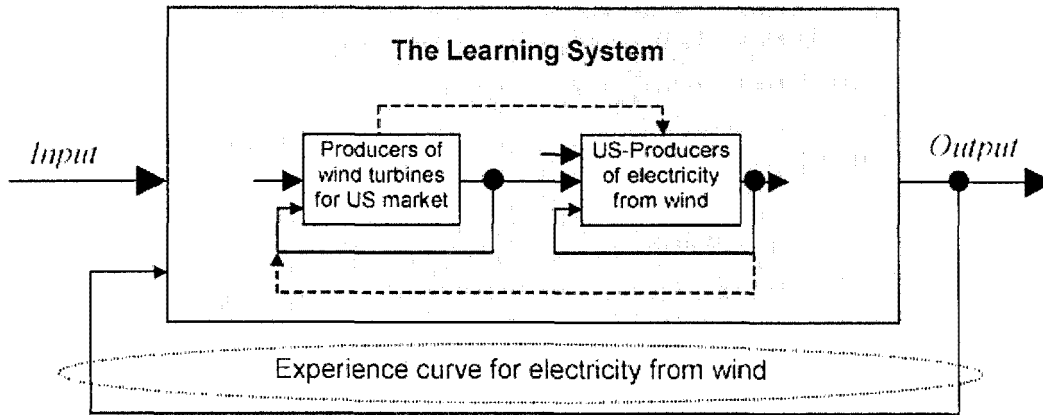 The Learning System
Input
Producers of
wind turbines
for US market
US-Producers
of electricity
from wind
Output
Experience curve for electricity from wind